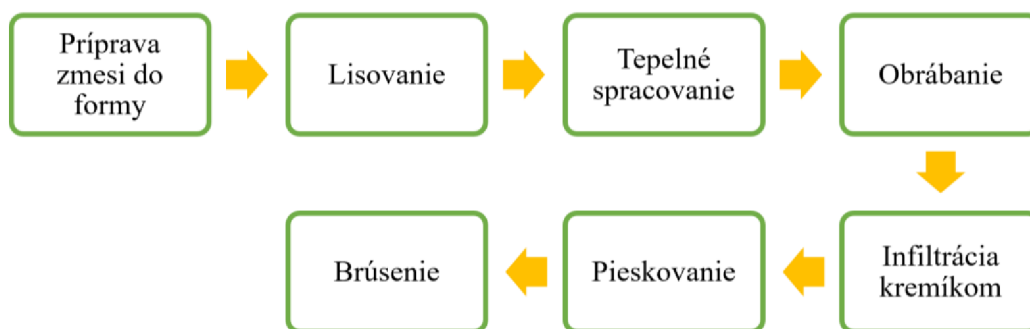 Príprava
zmesi do
formy
Lisovanie
Tepelné
spracovanie
Obrábanie
Infiltrácia
kremíkom
Pieskovanie
Brúsenie